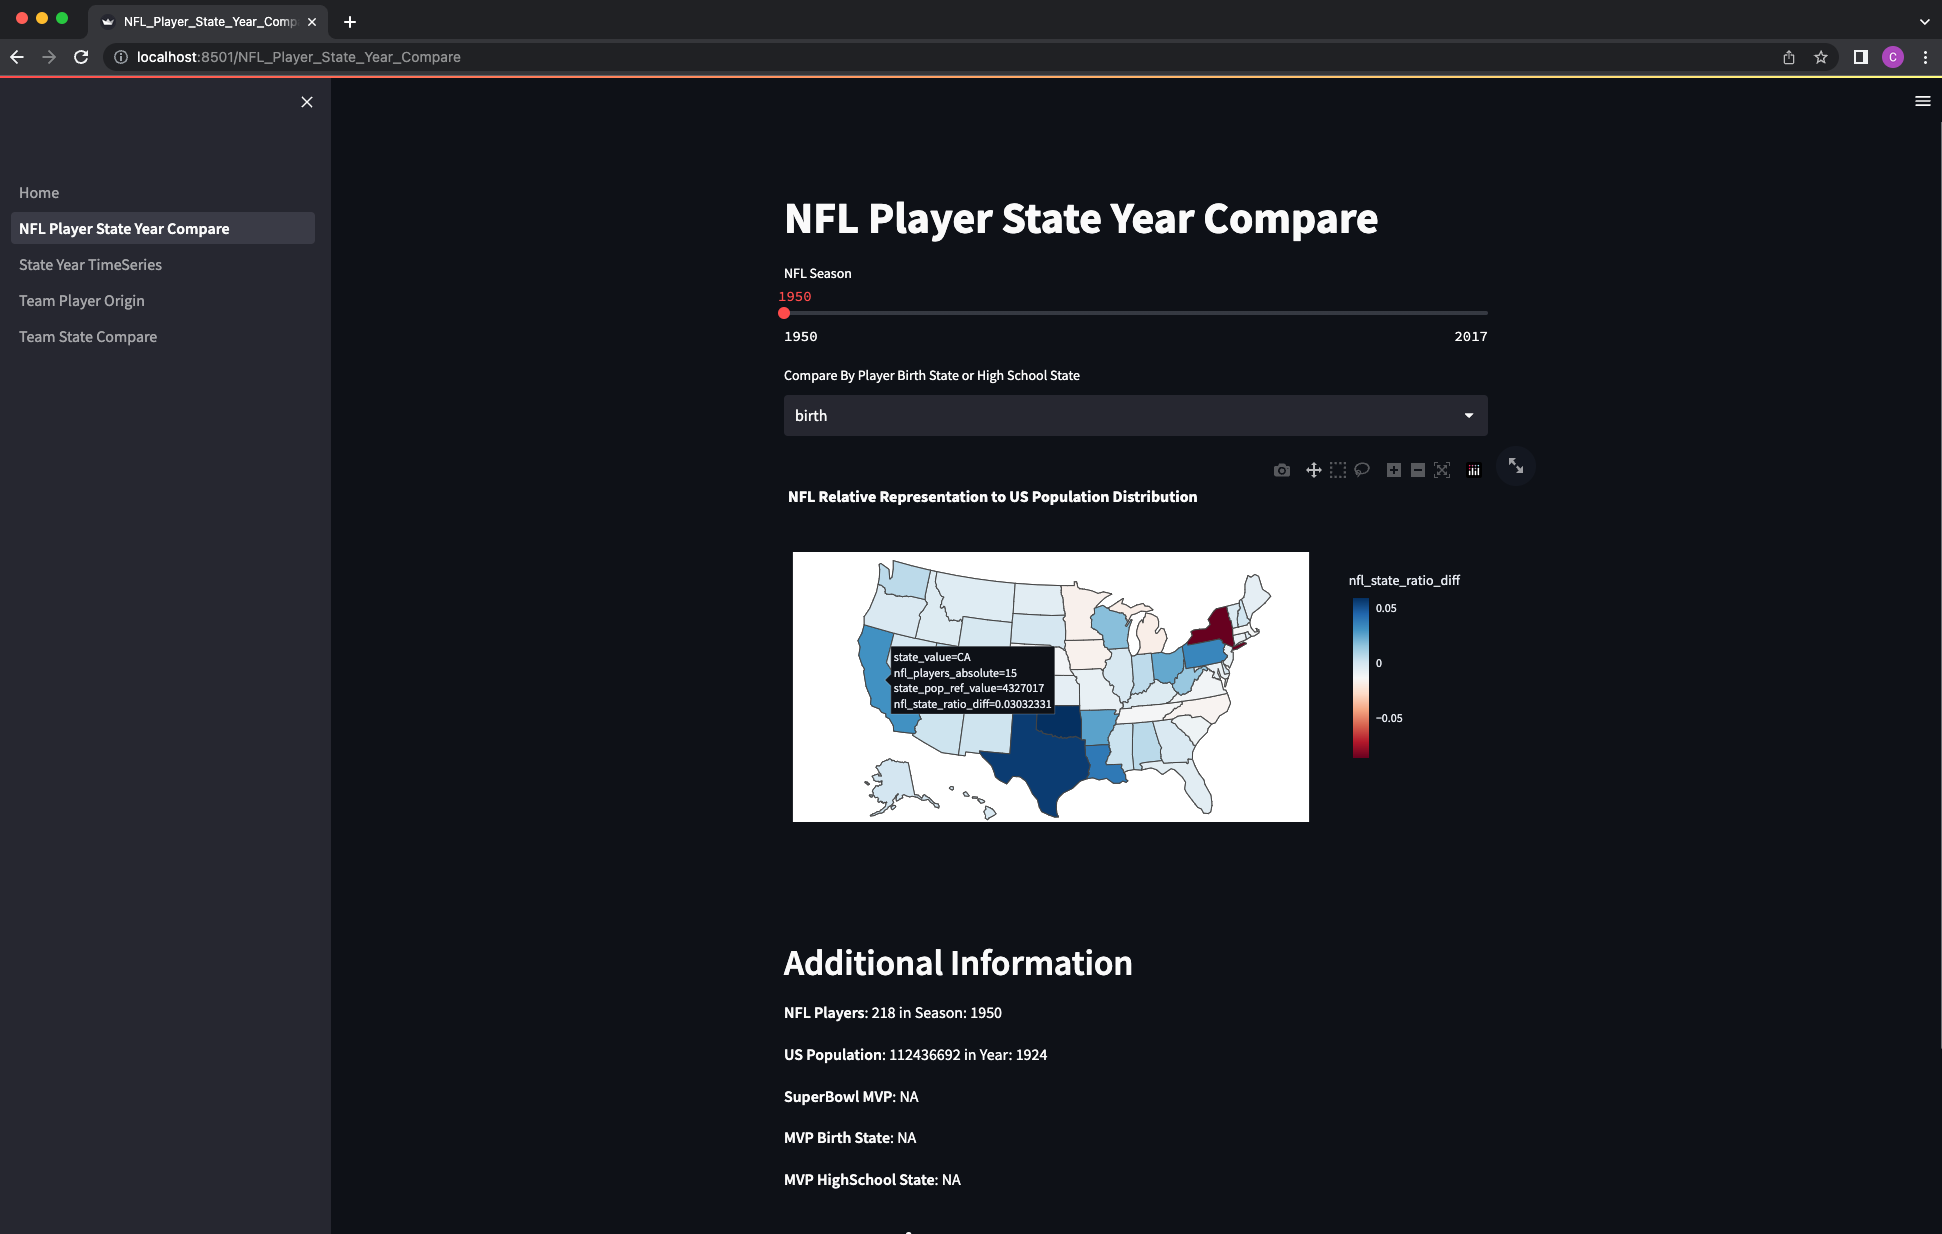 NFL_Player_State_Year_Comp
localhost:8501/NFL_Player_State_Year_Compare
C
Home
NFL Player State Year Compare
State Year TimeSeries
Team Player Origin
Team State Compare
NFL Player State Year Compare
NFL Season
1950
1950 2017
Compare By Player Birth State or High School State
birth
NFL Relative Representation to US Population Distribution
state_value=CA
nfl_players_absolute=15
state_pop_ref_value=4327017
nfl_state_ratio_diff=0.03032331
nfl_state_ratio_diff
0.05
0
−0.05
Additional Information
NFL Players: 218 in Season: 1950
US Population: 112436692 in Year: 1924
SuperBowl MVP: NA
MVP Birth State: NA
MVP HighSchool State: NA